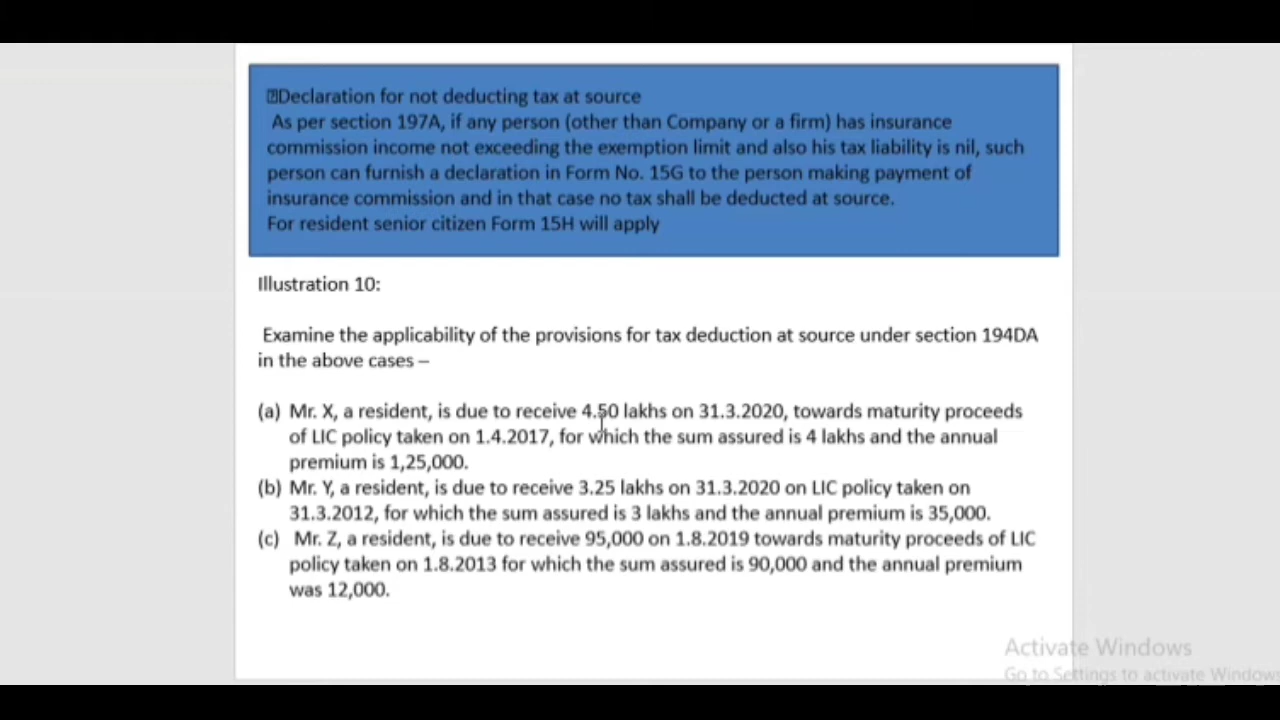 Declaration for not deducting tax at source
As per section 197A, if any person (other than Company or a firm) has insurance
commission income not exceeding the exemption limit and also his tax liability is nil, such
person can furnish a declaration in Form No. 15G to the person making payment of
insurance commission and in that case no tax shall be deducted at source.
For resident senior citizen Form 15H will apply
Illustration 10:
Examine the applicability of the provisions for tax deduction at source under section 194DA
in the above cases –
(a) Mr. X, a resident, is due to receive 4.50 lakhs on 31.3.2020, towards maturity proceeds
of LIC policy taken on 1.4.2017, for which the sum assured is 4 lakhs and the annual
premium is 1,25,000.
(b) Mr. Y, a resident, is due to receive 3.25 lakhs on 31.3.2020 on LIC policy taken on
31.3.2012, for which the sum assured is 3 lakhs and the annual premium is 35,000.
(c) Mr. Z, a resident, is due to receive 95,000 on 1.8.2019 towards maturity proceeds of LIC
policy taken on 1.8.2013 for which the sum assured is 90,000 and the annual premium
was 12,000.
Activate Windows
Go to Settings to activate Windows